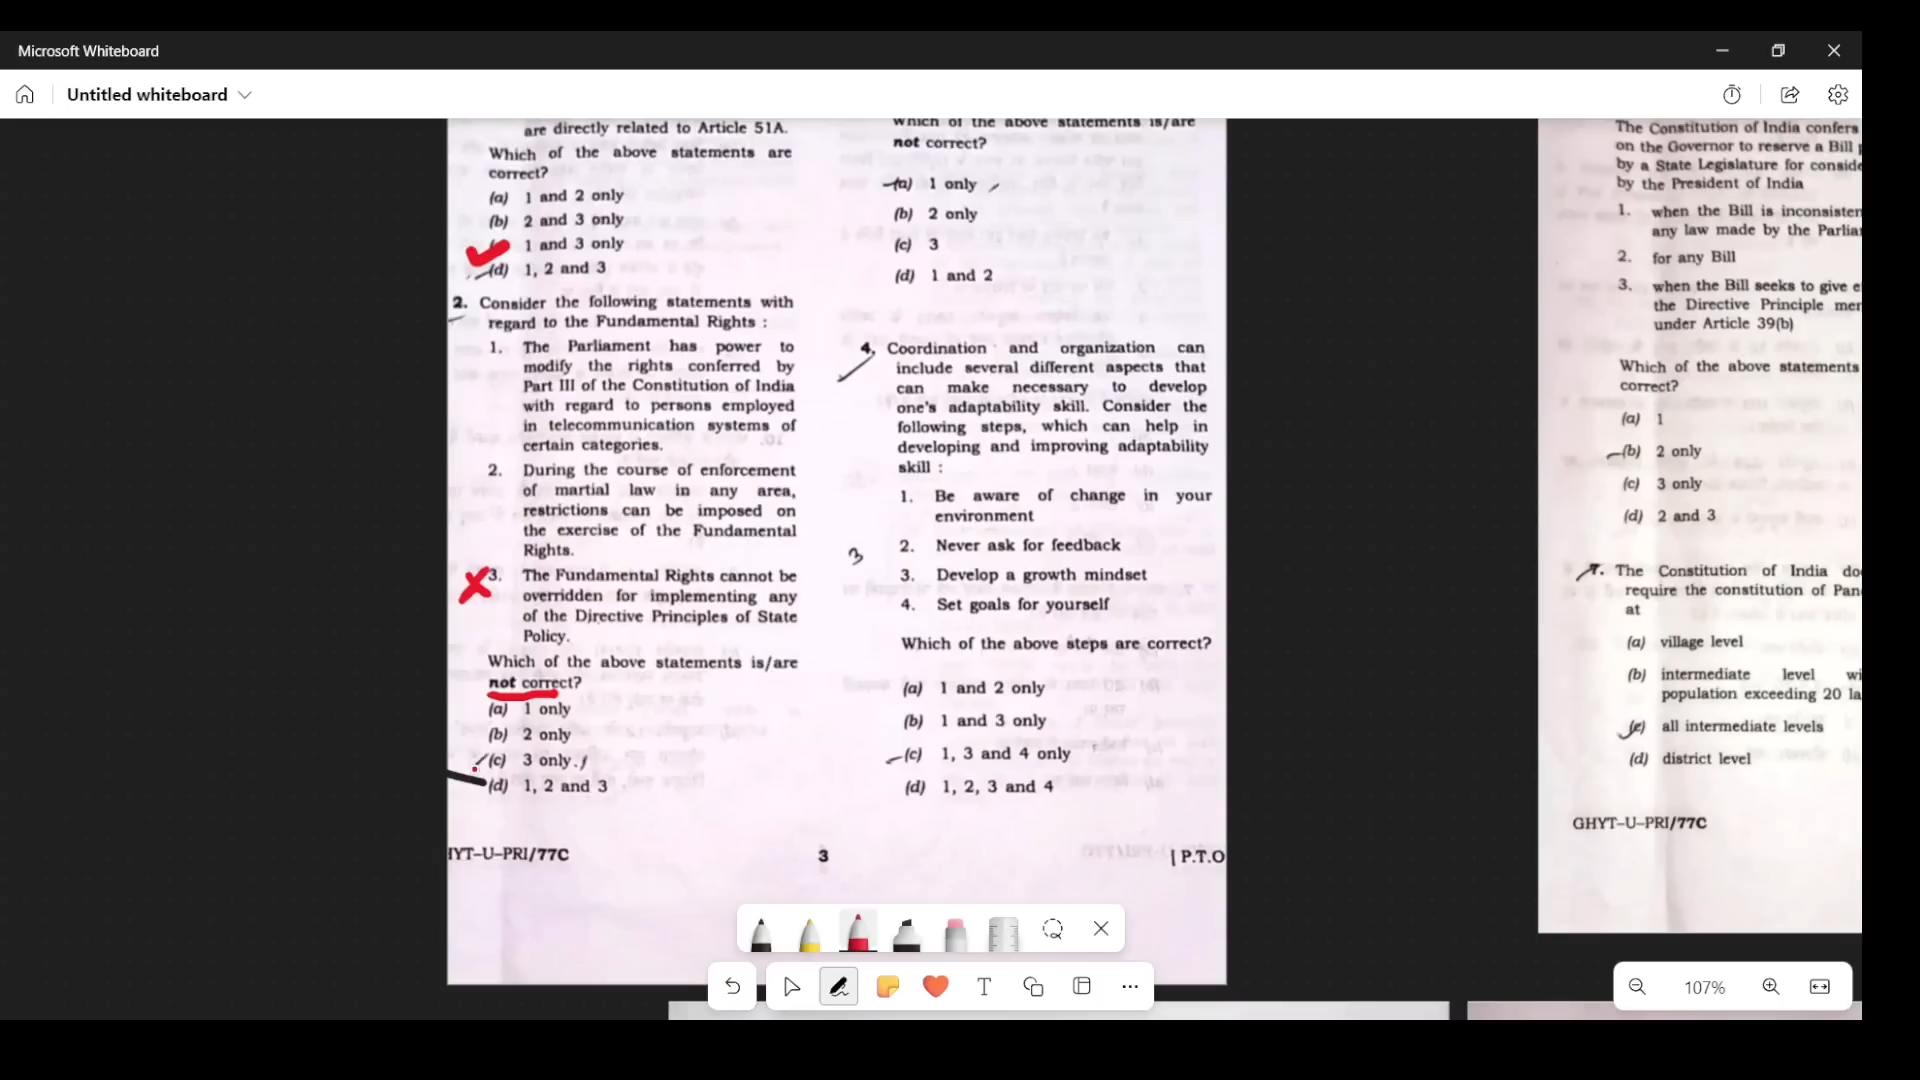 Microsoft Whiteboard
Untitled whiteboard
are directly related to Article 51A.
Which of the above statements are
correct?
(a) 1 and 2 only
(b) 2 and 3 only
1 and 3 only
(d) 1, 2 and 3
2. Consider the following statements with
regard to the Fundamental Rights :
1. The Parliament has power to
modify the rights conferred by
Part III of the Constitution of India
with regard to persons employed
in telecommunication systems of
certain categories.
2. During the course of enforcement
of martial law in any area,
restrictions can be imposed on
the exercise of the Fundamental
Rights.
3. The Fundamental Rights cannot be
overridden for implementing any
of the Directive Principles of State
Policy.
Which of the above statements is/are
not correct?
(a) 1 only
(b) 2 only
(c) 3 only.
(d) 1, 2 and 3
HYT-U-PRI/77C
Which of the above statements is/are
not correct?
(a) 1 only
(b) 2 only
(c) 3
(d) 1 and 2
4. Coordination and organization can
include several different aspects that
can make necessary to develop
one's adaptability skill. Consider the
following steps, which can help in
developing and improving adaptability
skill :
1. Be aware of change in your
environment
3
2. Never ask for feedback
3. Develop a growth mindset
4. Set goals for yourself
Which of the above steps are correct?
(a) 1 and 2 only
(b) 1 and 3 only
(c) 1, 3 and 4 only
(d) 1, 2, 3 and 4
3
[ P.T.O
The Constitution of India confers
on the Governor to reserve a Bill
by a State Legislature for conside
by the President of India
1. when the Bill is inconsisten
any law made by the Parlia
2. for any Bill
3. when the Bill seeks to give e
the Directive Principle mer
under Article 39(b)
Which of the above statements
correct?
(a) 1
(b) 2 only
(c) 3 only
(d) 2 and 3
7. The Constitution of India do
require the constitution of Pan
at
(a) village level
(b) intermediate level wi
population exceeding 20 la
(c) all intermediate levels
(d) district level
GHYT-U-PRI/77C
107%